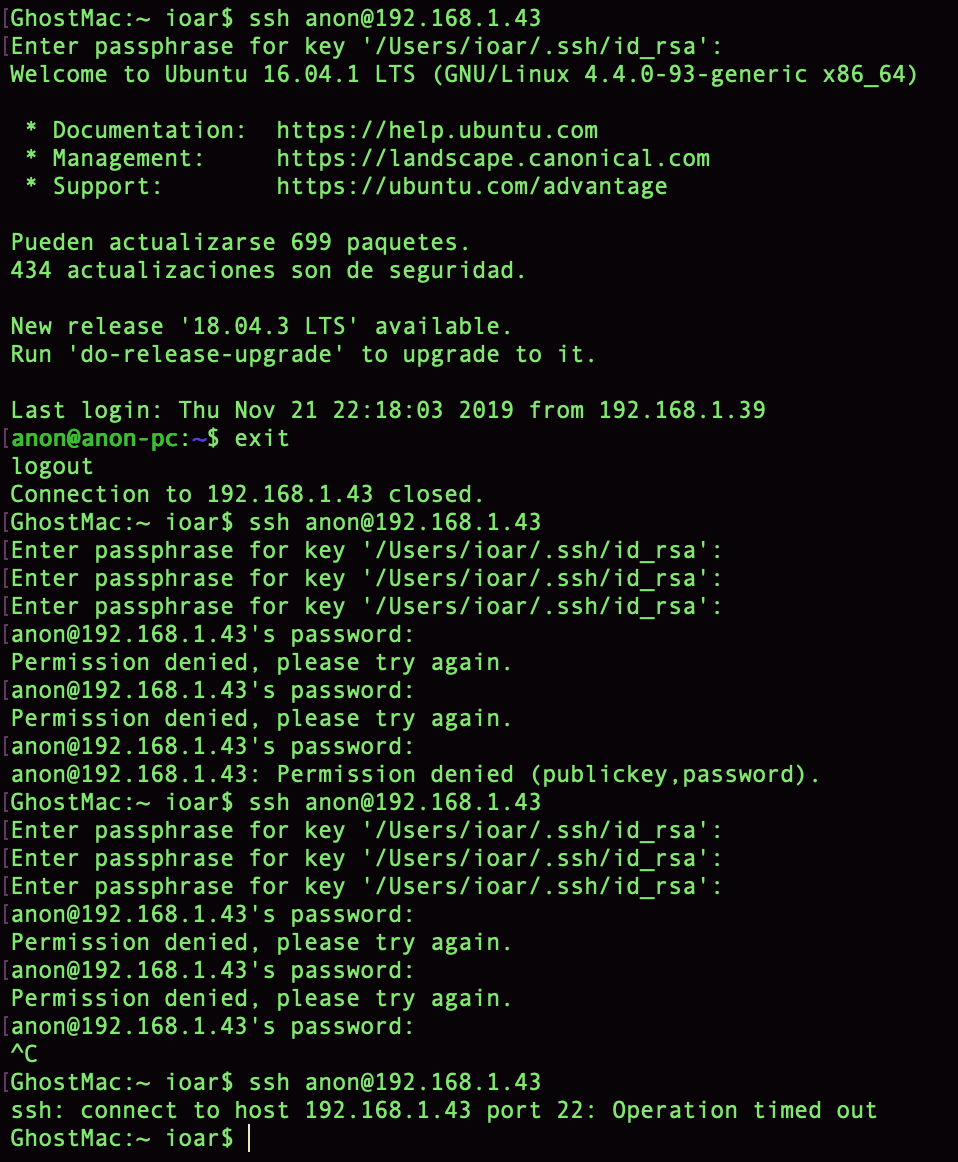 [GhostMac:~ ioar$ ssh anon@192.168.1.43
[Enter passphrase for key '/Users/ioar/.ssh/id_rsa':
Welcome to Ubuntu 16.04.1 LTS (GNU/Linux 4.4.0-93-generic x86_64)
* Documentation:  https://help.ubuntu.com
* Management:     https://landscape.canonical.com
* Support:        https://ubuntu.com/advantage
Pueden actualizarse 699 paquetes.
434 actualizaciones son de seguridad.
New release '18.04.3 LTS' available.
Run 'do-release-upgrade' to upgrade to it.
Last login: Thu Nov 21 22:18:03 2019 from 192.168.1.39
[anon@anon-pc:~$ exit
logout
Connection to 192.168.1.43 closed.
[GhostMac:~ ioar$ ssh anon@192.168.1.43
[Enter passphrase for key '/Users/ioar/.ssh/id_rsa':
[Enter passphrase for key '/Users/ioar/.ssh/id_rsa':
[Enter passphrase for key '/Users/ioar/.ssh/id_rsa':
[anon@192.168.1.43's password:
Permission denied, please try again.
[anon@192.168.1.43's password:
Permission denied, please try again.
[anon@192.168.1.43's password:
anon@192.168.1.43: Permission denied (publickey,password).
[GhostMac:~ ioar$ ssh anon@192.168.1.43
[Enter passphrase for key '/Users/ioar/.ssh/id_rsa':
[Enter passphrase for key '/Users/ioar/.ssh/id_rsa':
[Enter passphrase for key '/Users/ioar/.ssh/id_rsa':
[anon@192.168.1.43's password:
Permission denied, please try again.
[anon@192.168.1.43's password:
Permission denied, please try again.
[anon@192.168.1.43's password:
^C
[GhostMac:~ ioar$ ssh anon@192.168.1.43
ssh: connect to host 192.168.1.43 port 22: Operation timed out
GhostMac:~ ioar$